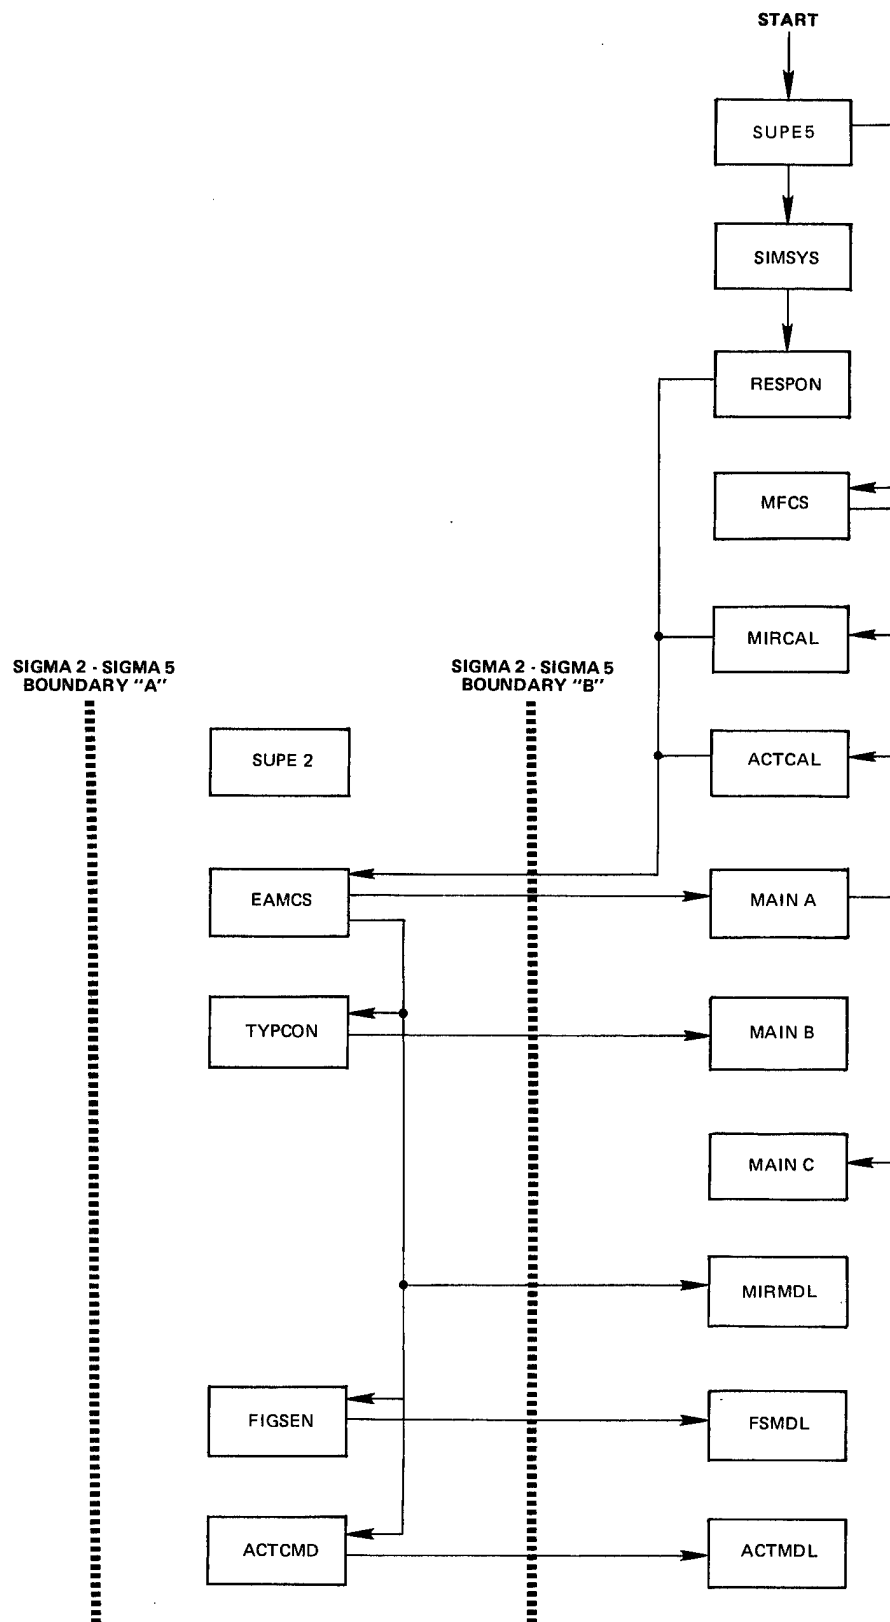 START
SUPE5
SIMSYS
RESPON
MFCS
MIRCAL
SIGMA 2 - SIGMA 5
BOUNDARY "A"
SIGMA 2 - SIGMA 5
BOUNDARY "B"
SUPE 2
ACTCAL
EAMCS
MAIN A
TYPCON
MAIN B
MAIN C
MIRMDL
FIGSEN
FSMDL
ACTCMD
ACTMDL